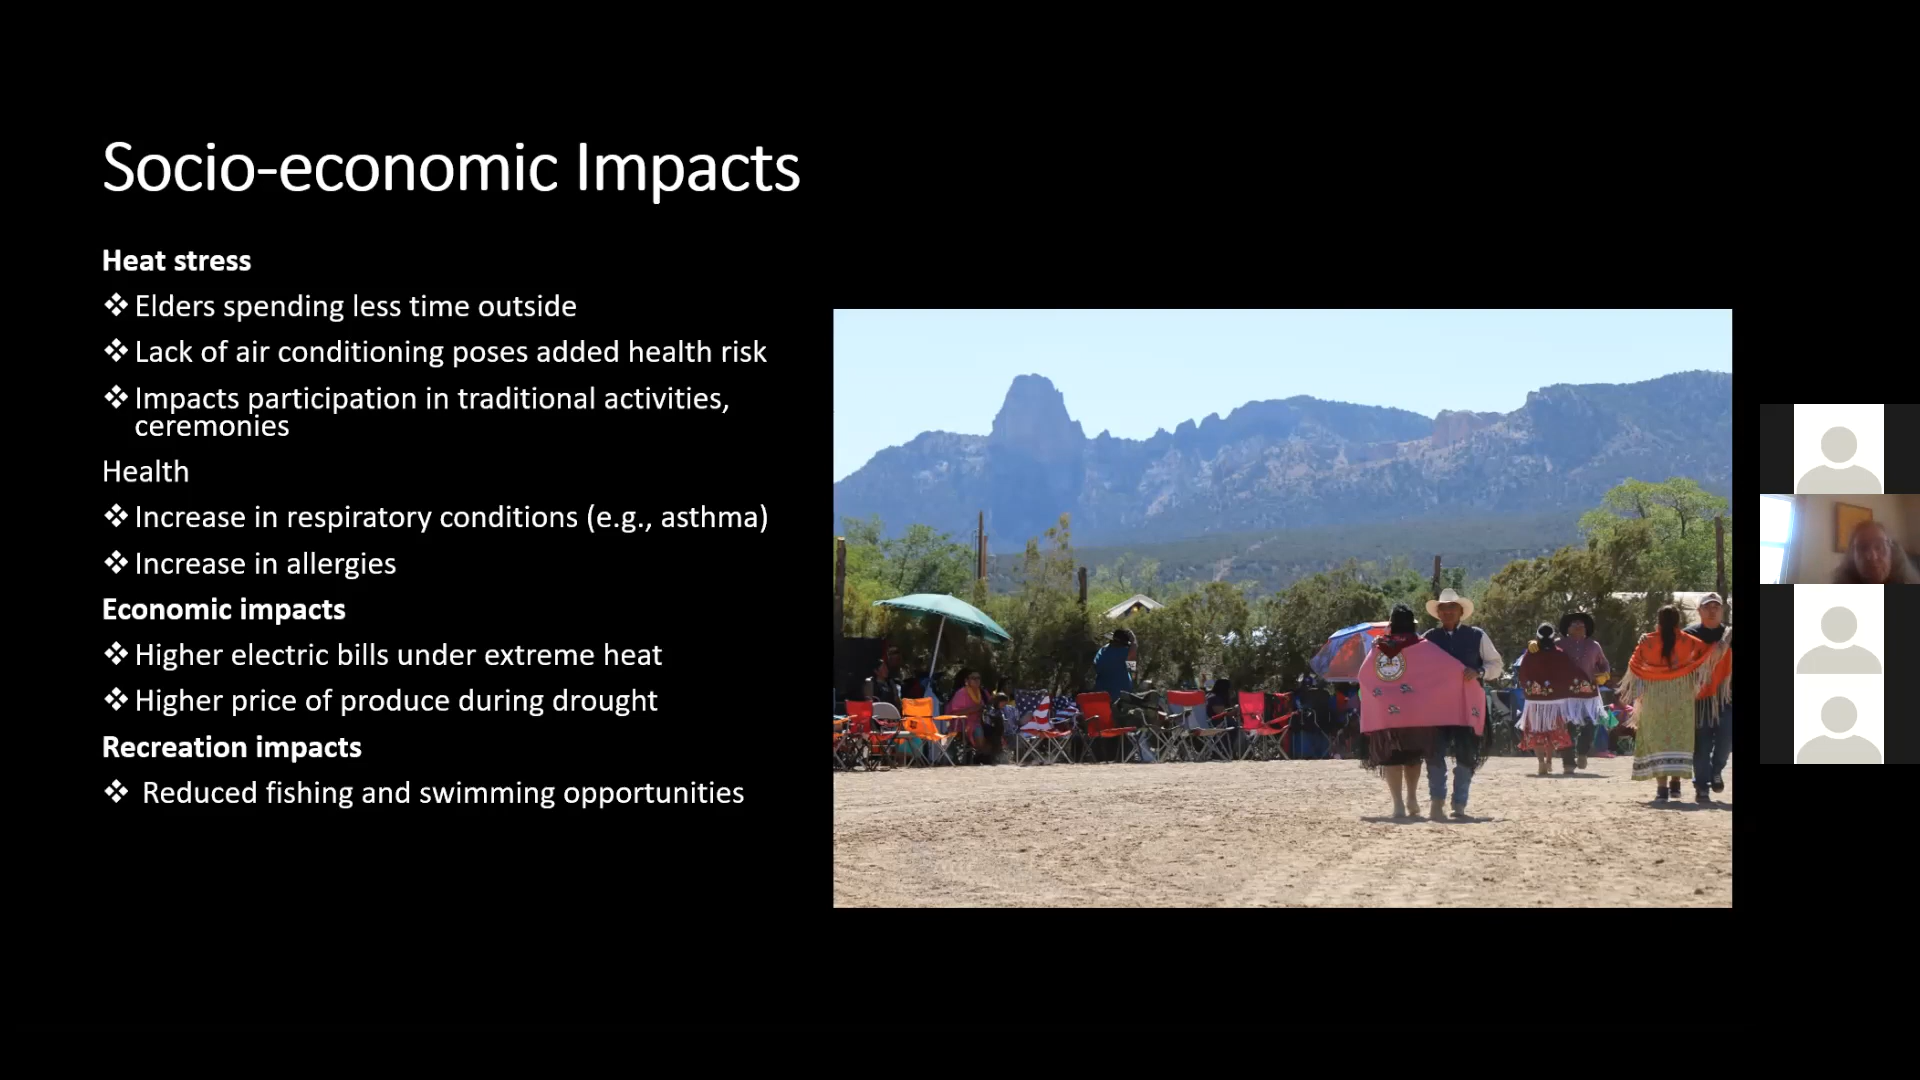 Socio-economic Impacts
Heat stress
❖ Elders spending less time outside
❖ Lack of air conditioning poses added health risk
❖ Impacts participation in traditional activities,
ceremonies
Health
❖ Increase in respiratory conditions (e.g., asthma)
❖ Increase in allergies
Economic impacts
❖ Higher electric bills under extreme heat
❖ Higher price of produce during drought
Recreation impacts
❖ Reduced fishing and swimming opportunities